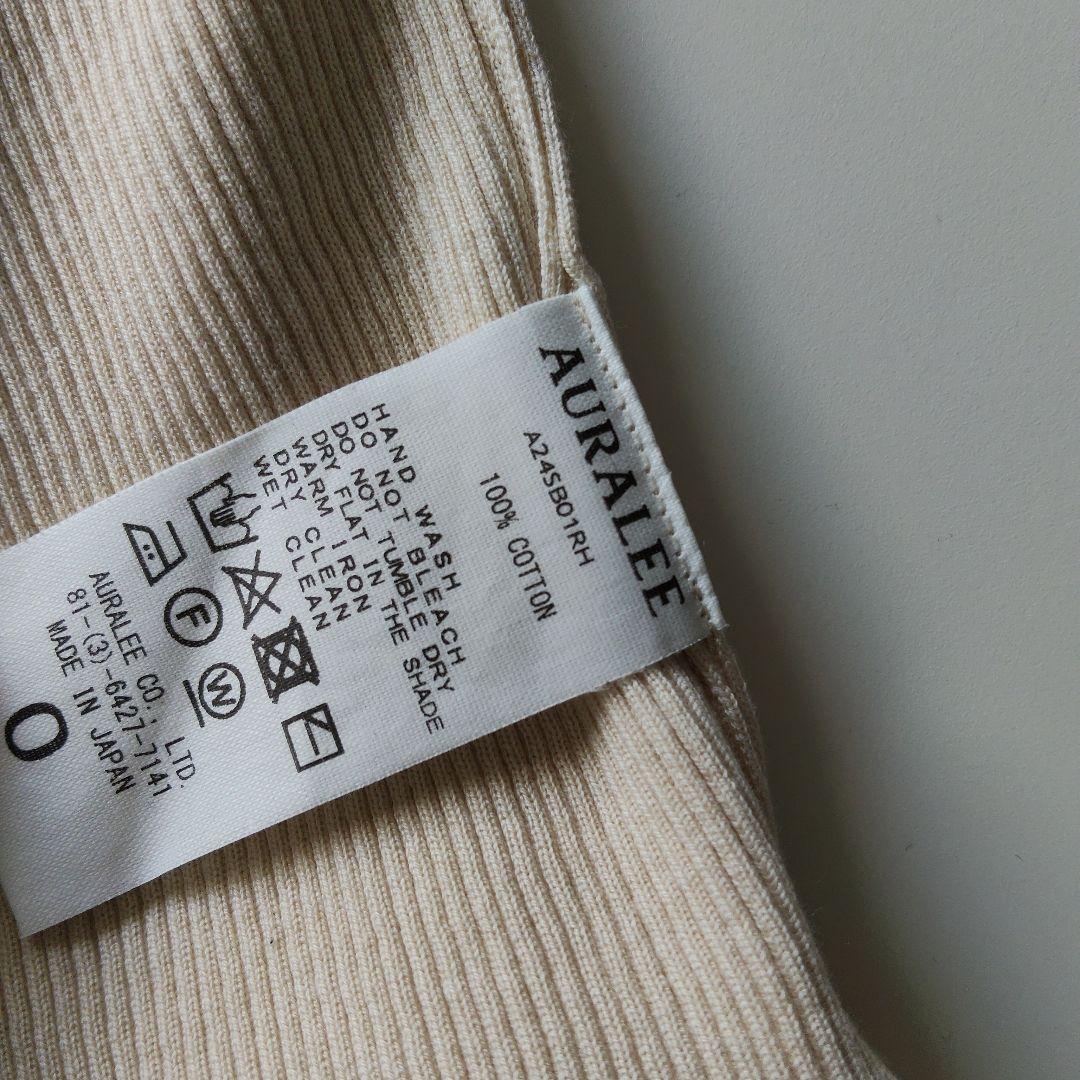 AURALEE
A24SB01RH
100% COTTON
HAND WASH
DO NOT BLEACH
DO NOT TUMBLE DRY
DRY FLAT IN THE SHADE
WARM IRON
DRY CLEAN
WET CLEAN
F
W
AURALEE CO., LTD.
81-(3)-6427-7141
MADE IN JAPAN
0